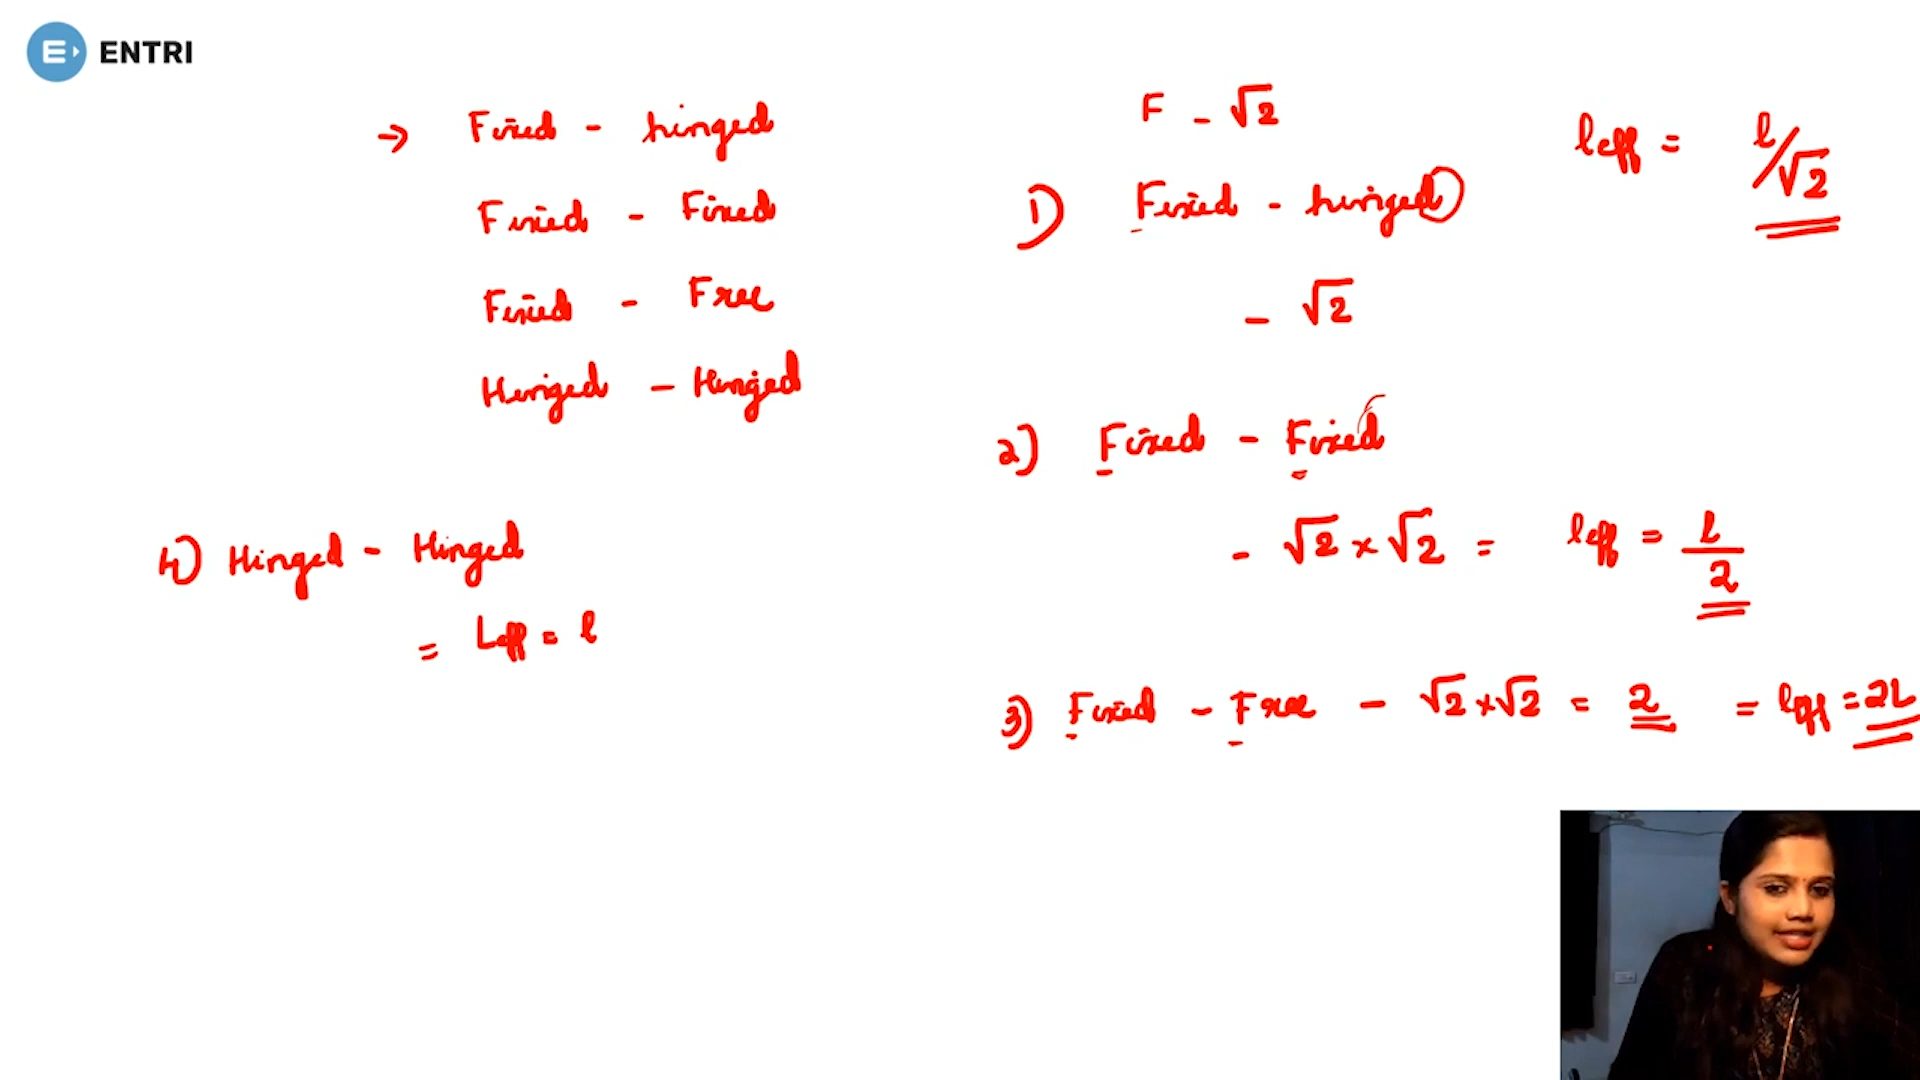 ENTRI
→ Fixed - hinged
Fixed - Fixed
Fixed - Free
Hinged - Hinged
4) Hinged - Hinged
= Leff = l
F - √2
1) Fixed - hinged
- √2
leff = l/√2
2) Fixed - Fixed
- √2 × √2 = leff = l/2
3) Fixed - Free - √2 × √2 = 2 = leff = 2L